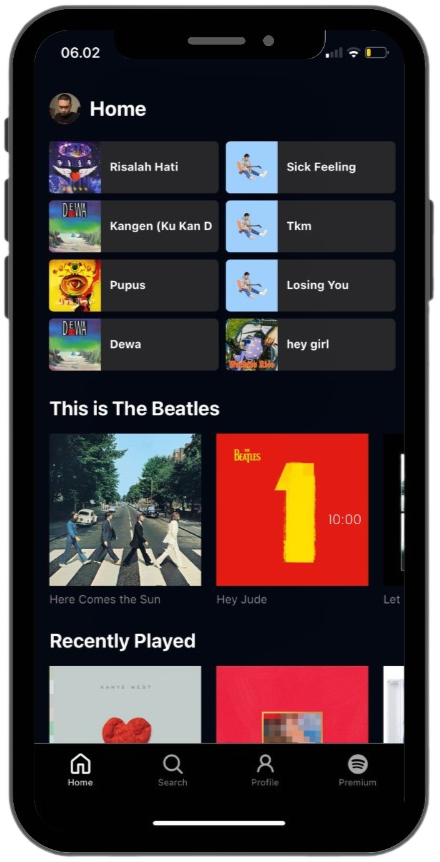 06.02
Home
Risalah Hati
Sick Feeling
DEWA
Kangen (Ku Kan D
Tkm
Pupus
Losing You
DEWA
Dewa
hey girl
This is The Beatles
THE BEATLES
1
10:00
Here Comes the Sun
Hey Jude
Let
Recently Played
KANYE WEST
Home
Search
Profile
Premium